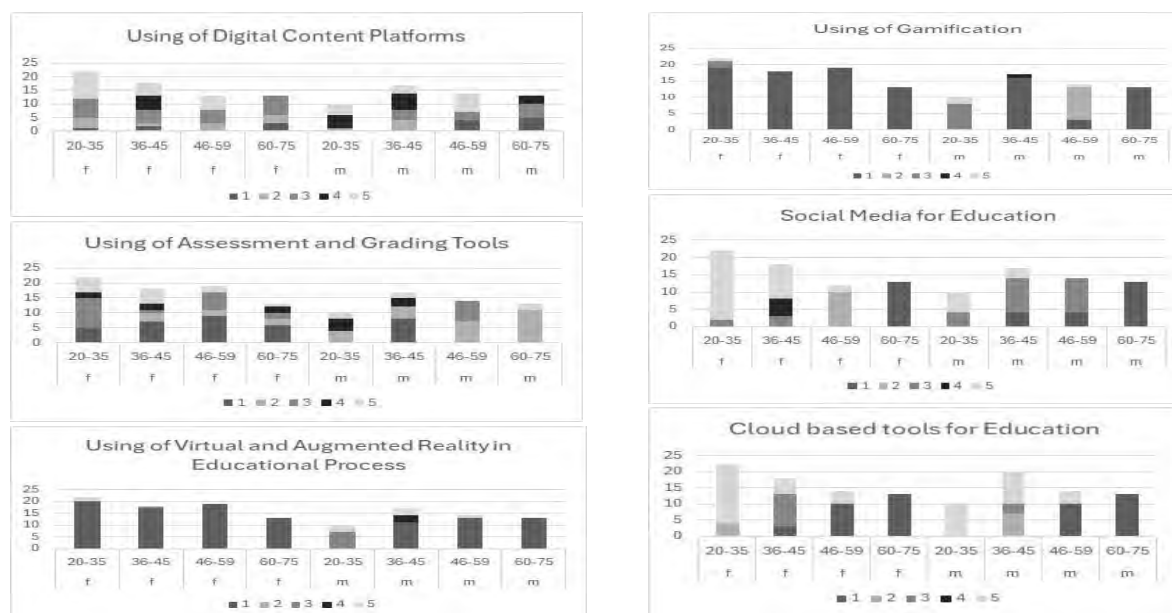 Using of Digital Content Platforms
25
20
15
10
5
0
20-35 36-45 46-59 60-75 20-35 36-45 46-59 60-75
f f f f m m m m
1 2 3 4 5
Using of Assessment and Grading Tools
25
20
15
10
5
0
20-35 36-45 46-59 60-75 20-35 36-45 46-59 60-75
f f f f m m m m
1 2 3 4 5
Using of Virtual and Augmented Reality in
Educational Process
25
20
15
10
5
0
20-35 36-45 46-59 60-75 20-35 36-45 46-59 60-75
f f f f m m m m
1 2 3 4 5
Using of Gamification
25
20
15
10
5
0
20-35 36-45 46-59 60-75 20-35 36-45 46-59 60-75
f f f f m m m m
1 2 3 4 5
Social Media for Education
25
20
15
10
5
0
20-35 36-45 46-59 60-75 20-35 36-45 46-59 60-75
f f f f m m m m
1 2 3 4 5
Cloud based tools for Education
25
20
15
10
5
0
20-35 36-45 46-59 60-75 20-35 36-45 46-59 60-75
f f f f m m m m
1 2 3 4 5